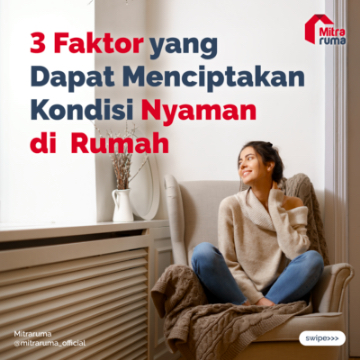 Mitra
ruma
3 Faktor yang
Dapat Menciptakan
Kondisi Nyaman
di Rumah
Mitraruma
@mitraruma_official
swipe>>>